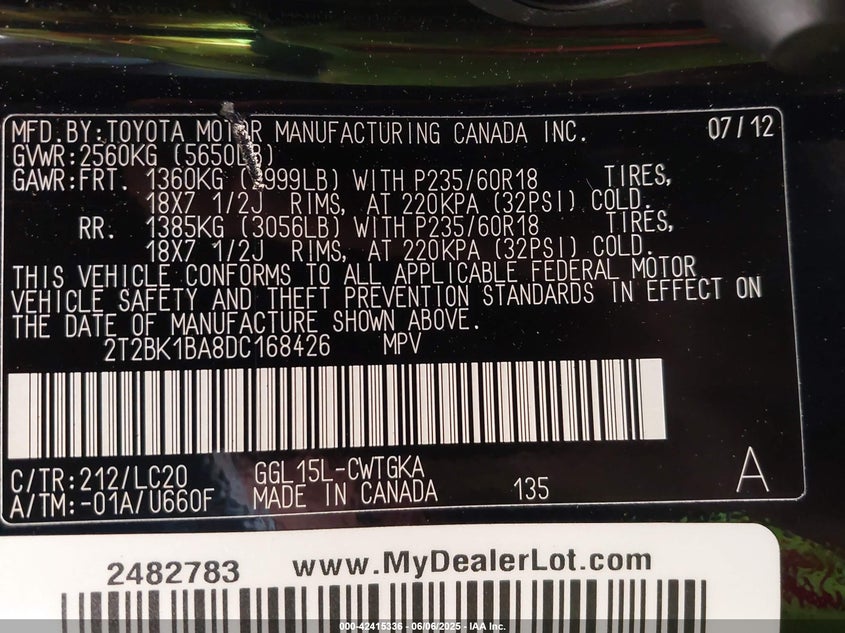 MFD.BY:TOYOTA MOTOR MANUFACTURING CANADA INC. 07/12
GVWR:2560KG (5650LB)
GAWR:FRT. 1360KG (2999LB) WITH P235/60R18 TIRES,
18X7 1/2J RIMS, AT 220KPA (32PSI) COLD.
RR. 1385KG (3056LB) WITH P235/60R18 TIRES,
18X7 1/2J RIMS, AT 220KPA (32PSI) COLD.
THIS VEHICLE CONFORMS TO ALL APPLICABLE FEDERAL MOTOR
VEHICLE SAFETY AND THEFT PREVENTION STANDARDS IN EFFECT ON
THE DATE OF MANUFACTURE SHOWN ABOVE.
2T2BK1BA8DC168426 MPV
C/TR:212/LC20 GGL15L-CWTGKA
A/TM:-01A/U660F MADE IN CANADA 135 A
2482783 www.MyDealerLot.com
000-42415336 - 06/06/2025 - IAA Inc.